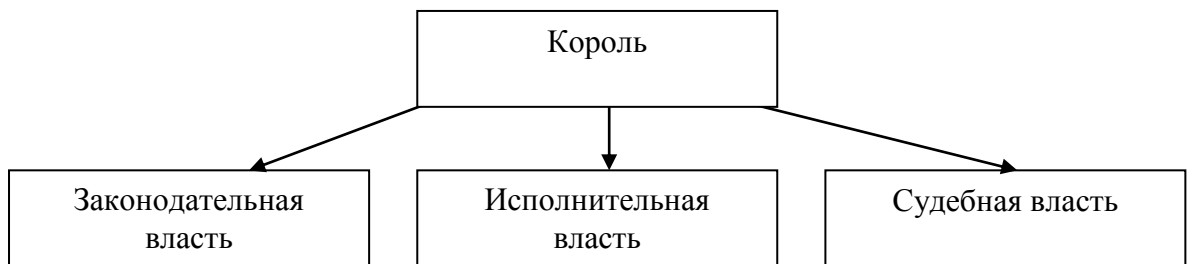 Король
Законодательная
власть
Исполнительная
власть
Судебная власть